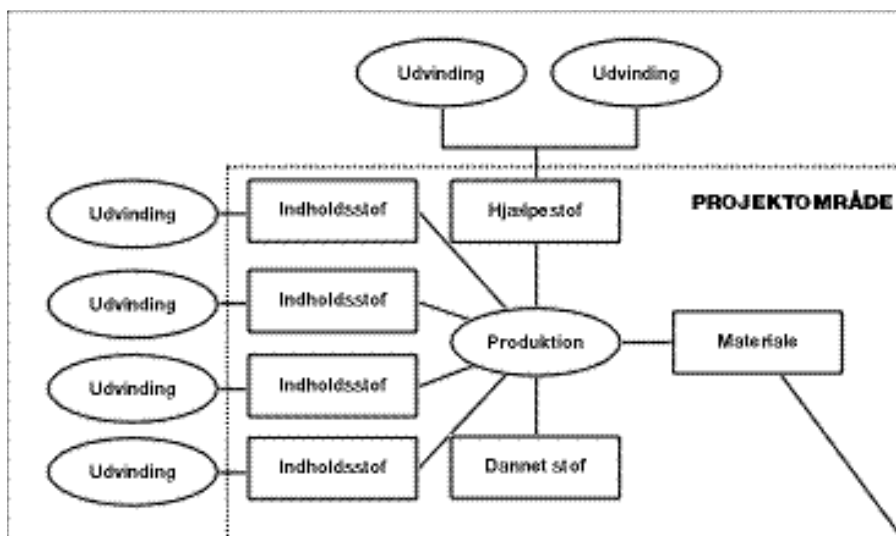 Udvinding
Udvinding
Udvinding
Indholdsstof
Hjælpestof
PROJEKTOMRÅDE
Udvinding
Indholdsstof
Produktion
Materiale
Udvinding
Indholdsstof
Udvinding
Indholdsstof
Dannet stof